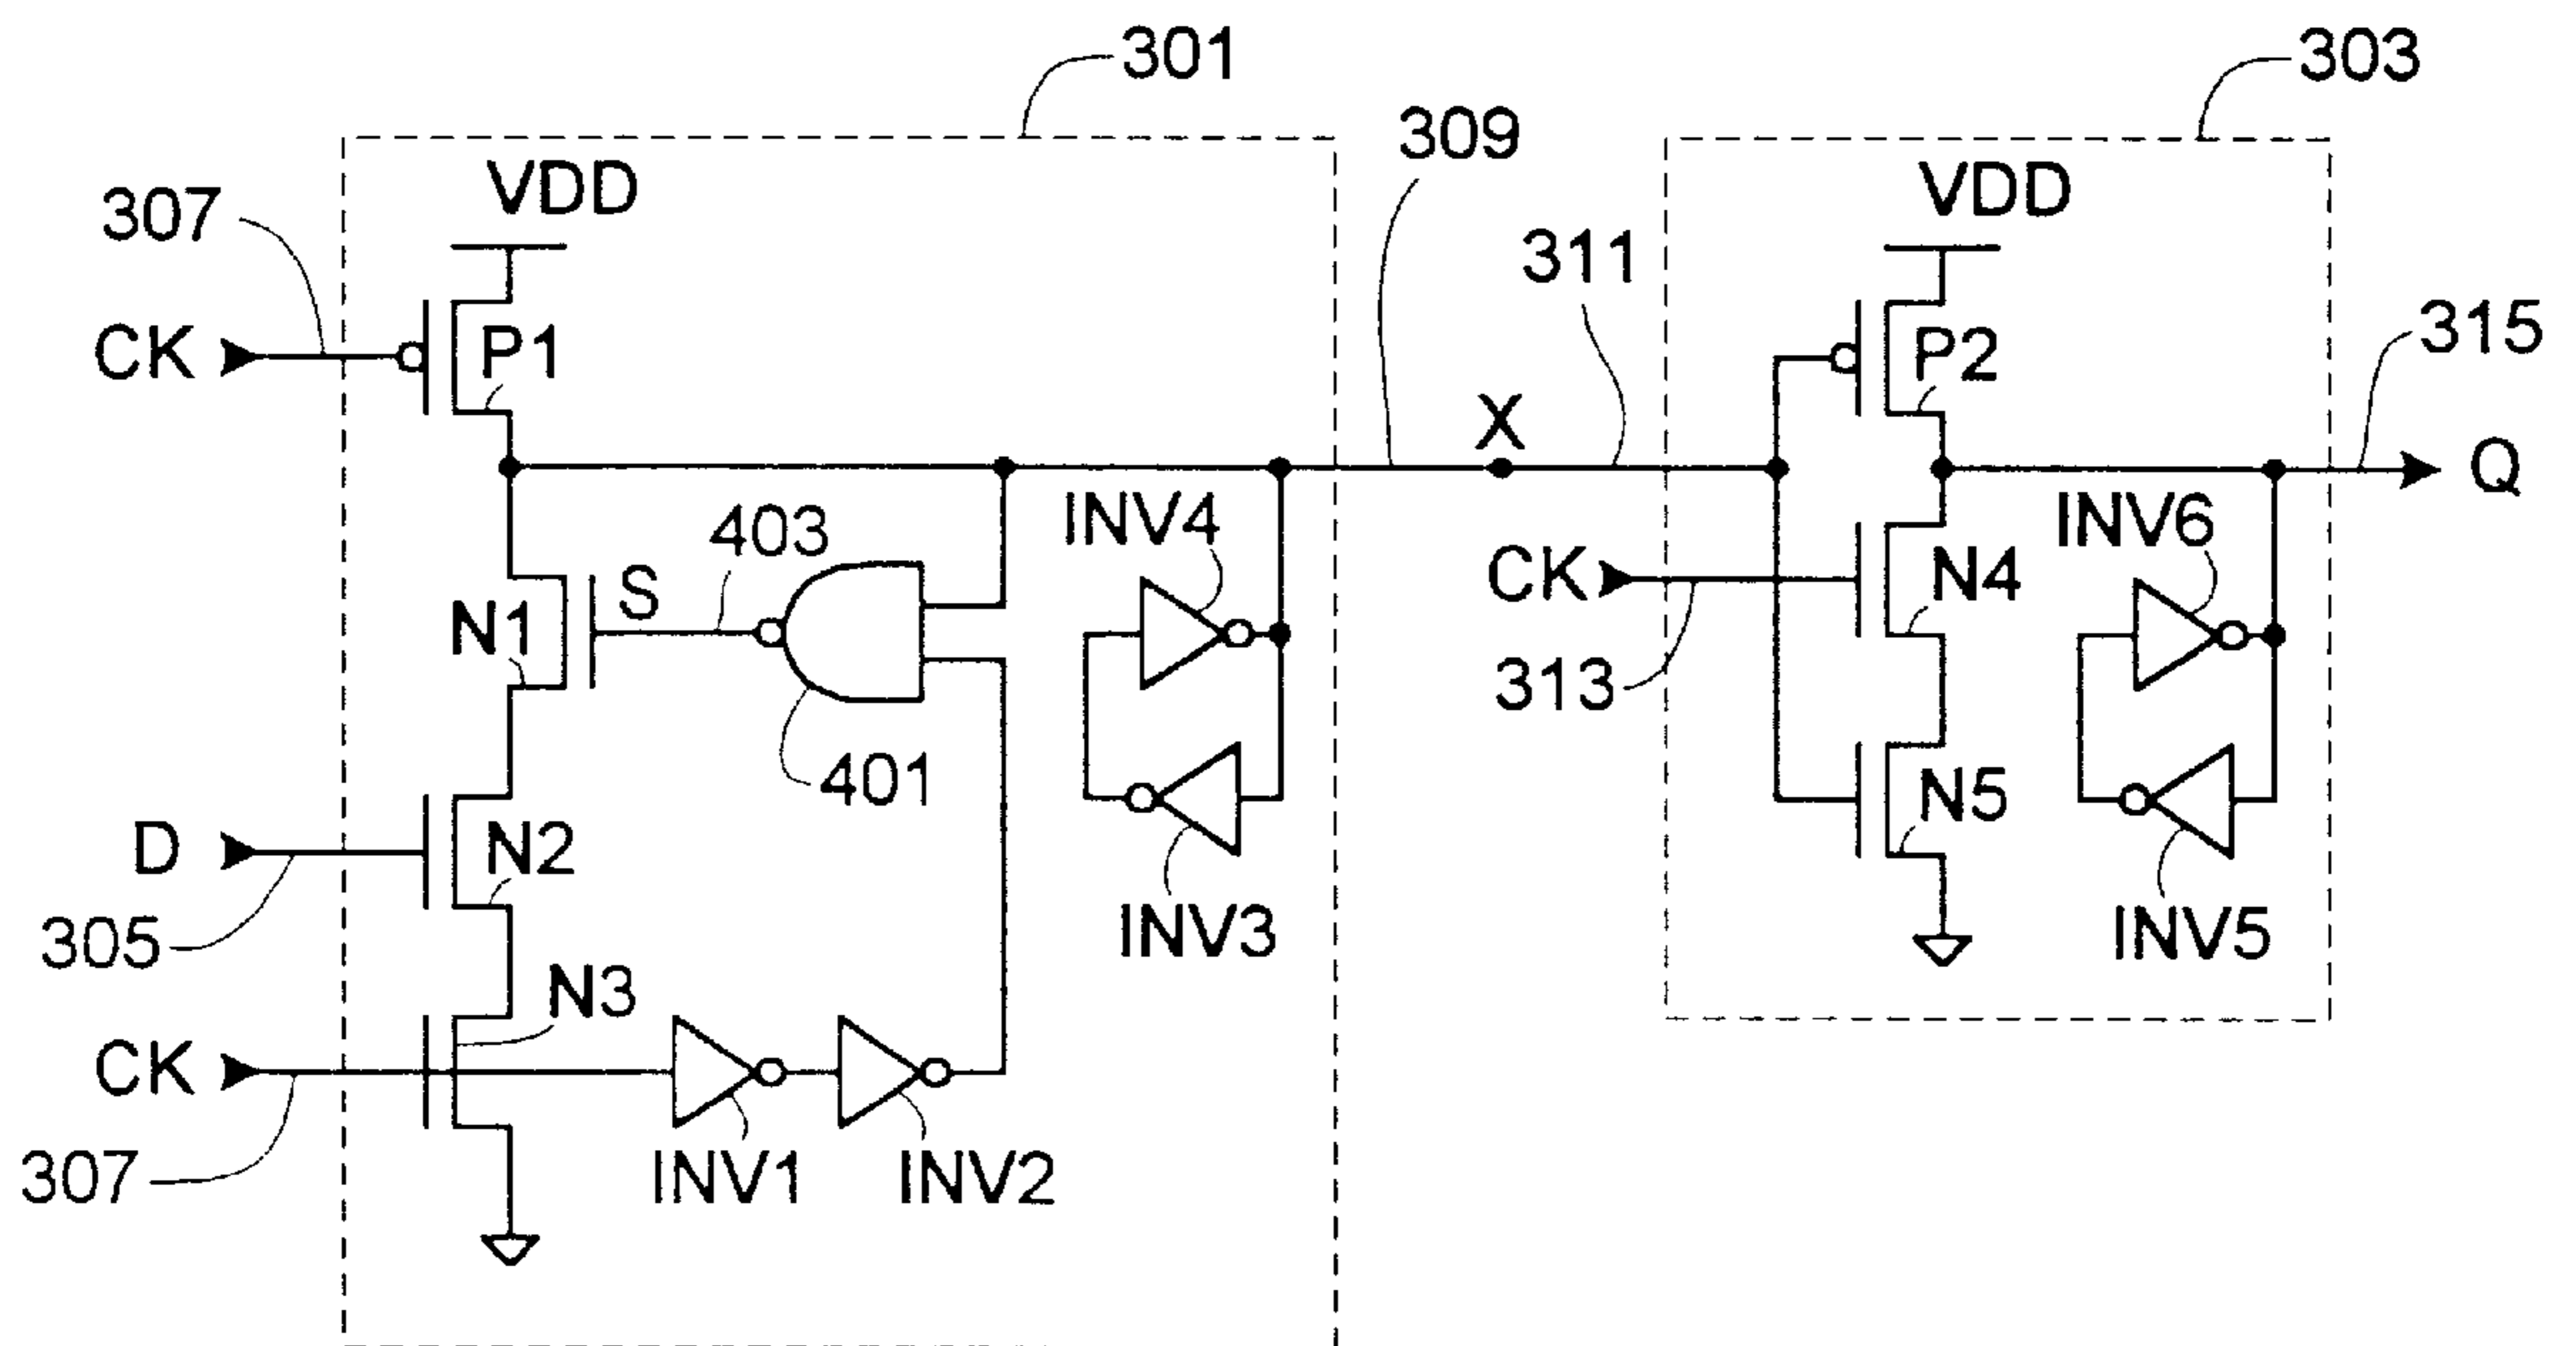 301
303
309
VDD
VDD
307
311
315
CK
P1
P2
X
Q
INV4
INV6
403
S
CK
N4
N1
313
401
N5
D
N2
305
INV3
INV5
N3
CK
307
INV1
INV2